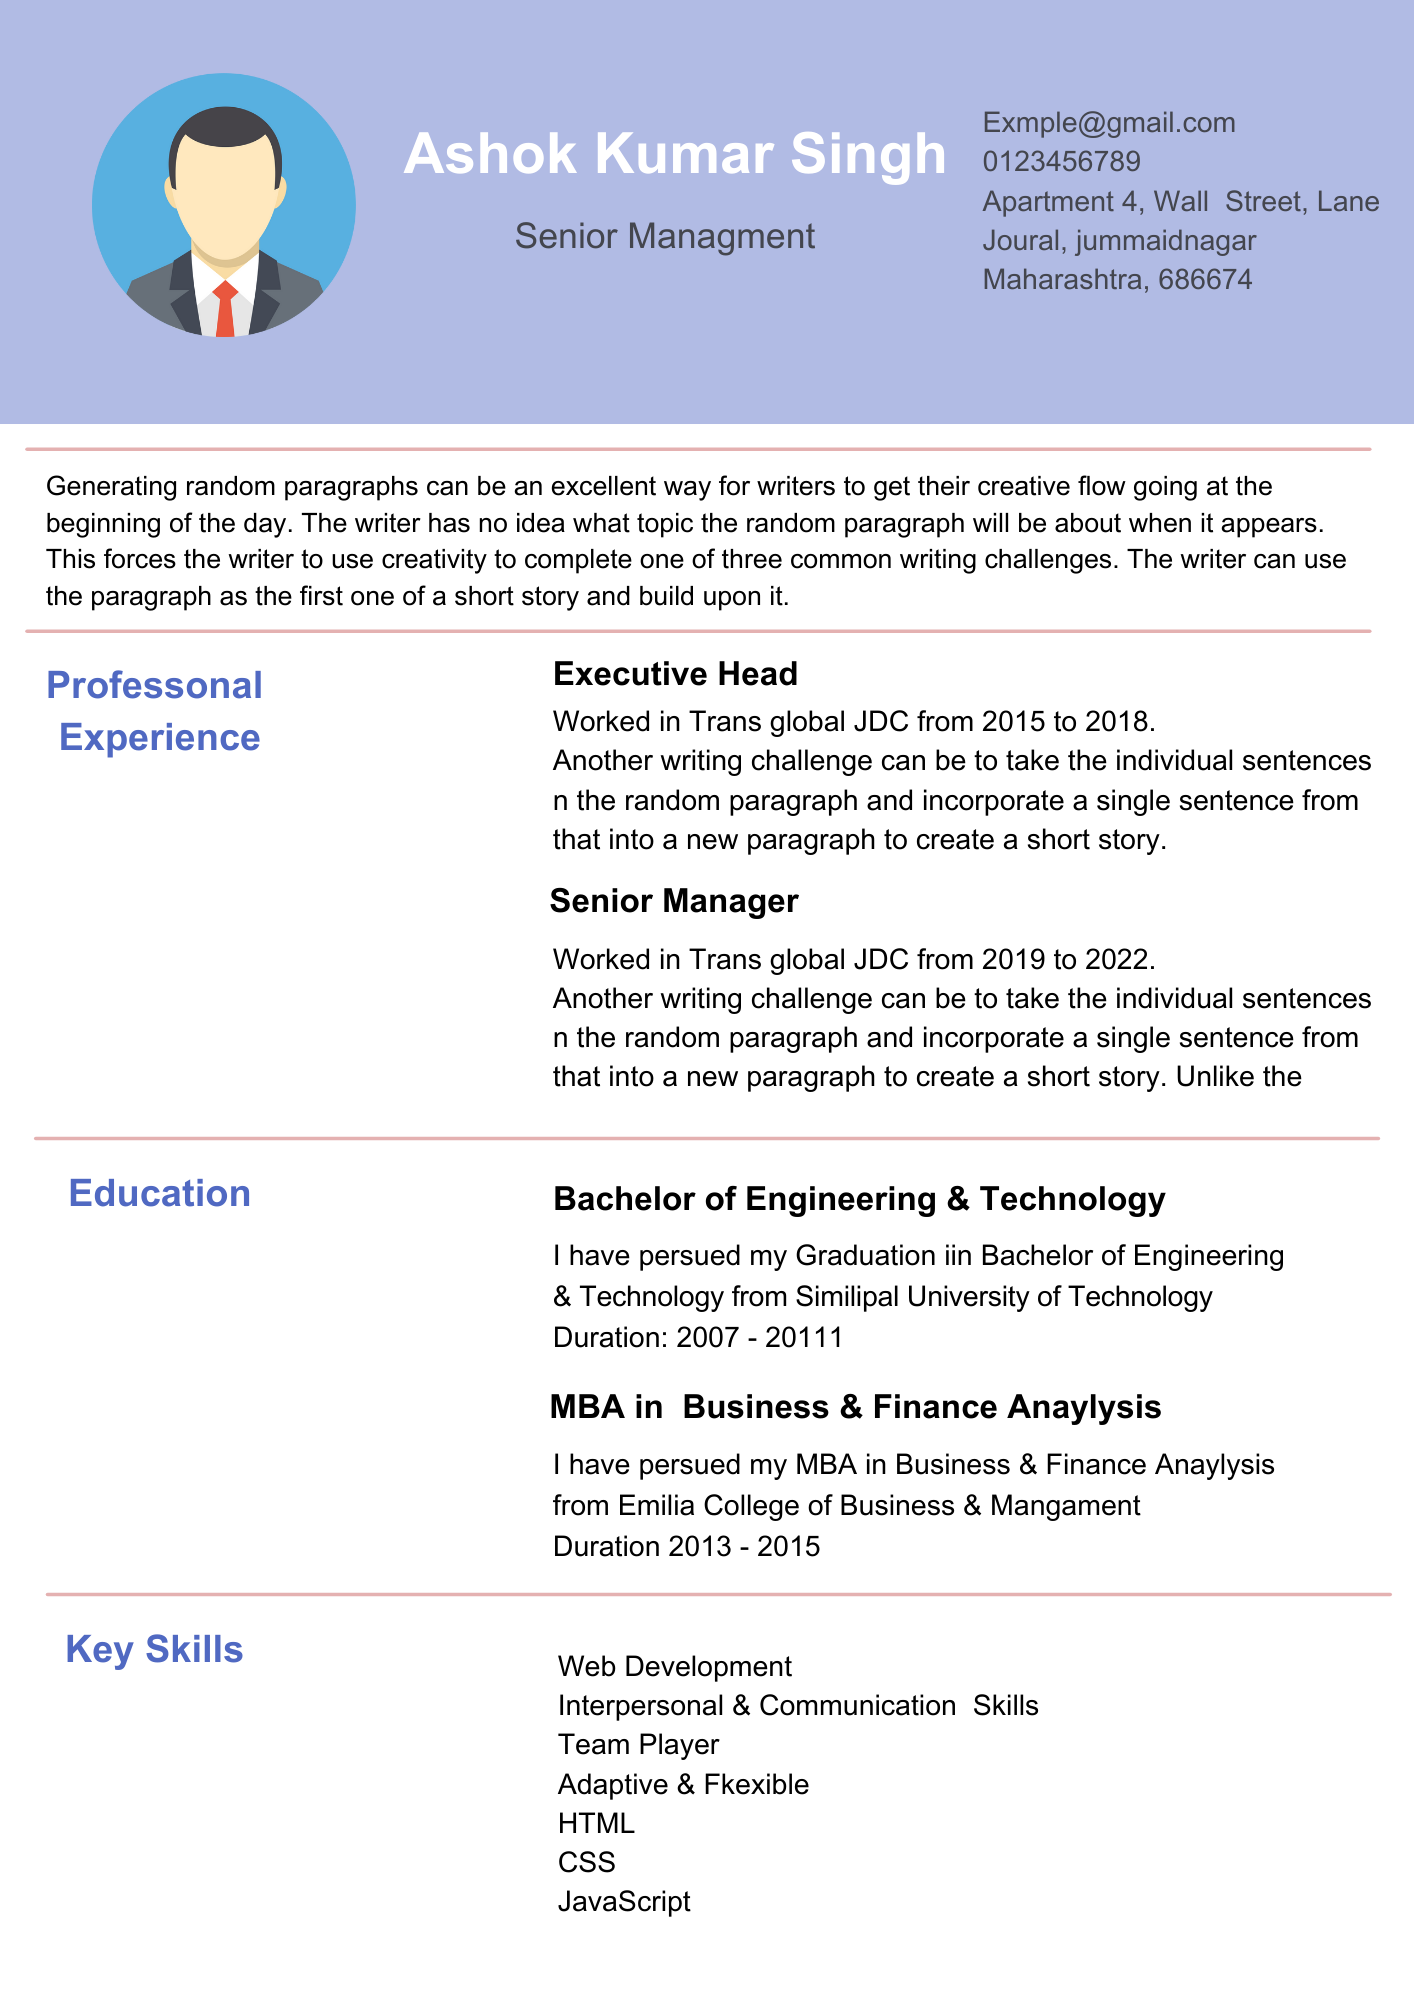 Ashok Kumar Singh
Senior Managment
Exmple@gmail.com
0123456789
Apartment 4, Wall  Street, Lane
Joural, jummaidnagar
Maharashtra, 686674
Generating random paragraphs can be an excellent way for writers to get their creative flow going at the
beginning of the day. The writer has no idea what topic the random paragraph will be about when it appears.
This forces the writer to use creativity to complete one of three common writing challenges. The writer can use
the paragraph as the first one of a short story and build upon it.
Professonal
Experience
Executive Head
Worked in Trans global JDC from 2015 to 2018.
Another writing challenge can be to take the individual sentences
n the random paragraph and incorporate a single sentence from
that into a new paragraph to create a short story.
Senior Manager
Worked in Trans global JDC from 2019 to 2022.
Another writing challenge can be to take the individual sentences
n the random paragraph and incorporate a single sentence from
that into a new paragraph to create a short story. Unlike the
Education
Bachelor of Engineering & Technology
I have persued my Graduation iin Bachelor of Engineering
& Technology from Similipal University of Technology
Duration: 2007 - 20111
MBA in  Business & Finance Anaylysis
I have persued my MBA in Business & Finance Anaylysis
from Emilia College of Business & Mangament
Duration 2013 - 2015
Key Skills
Web Development
Interpersonal & Communication  Skills
Team Player
Adaptive & Fkexible
HTML
CSS
JavaScript